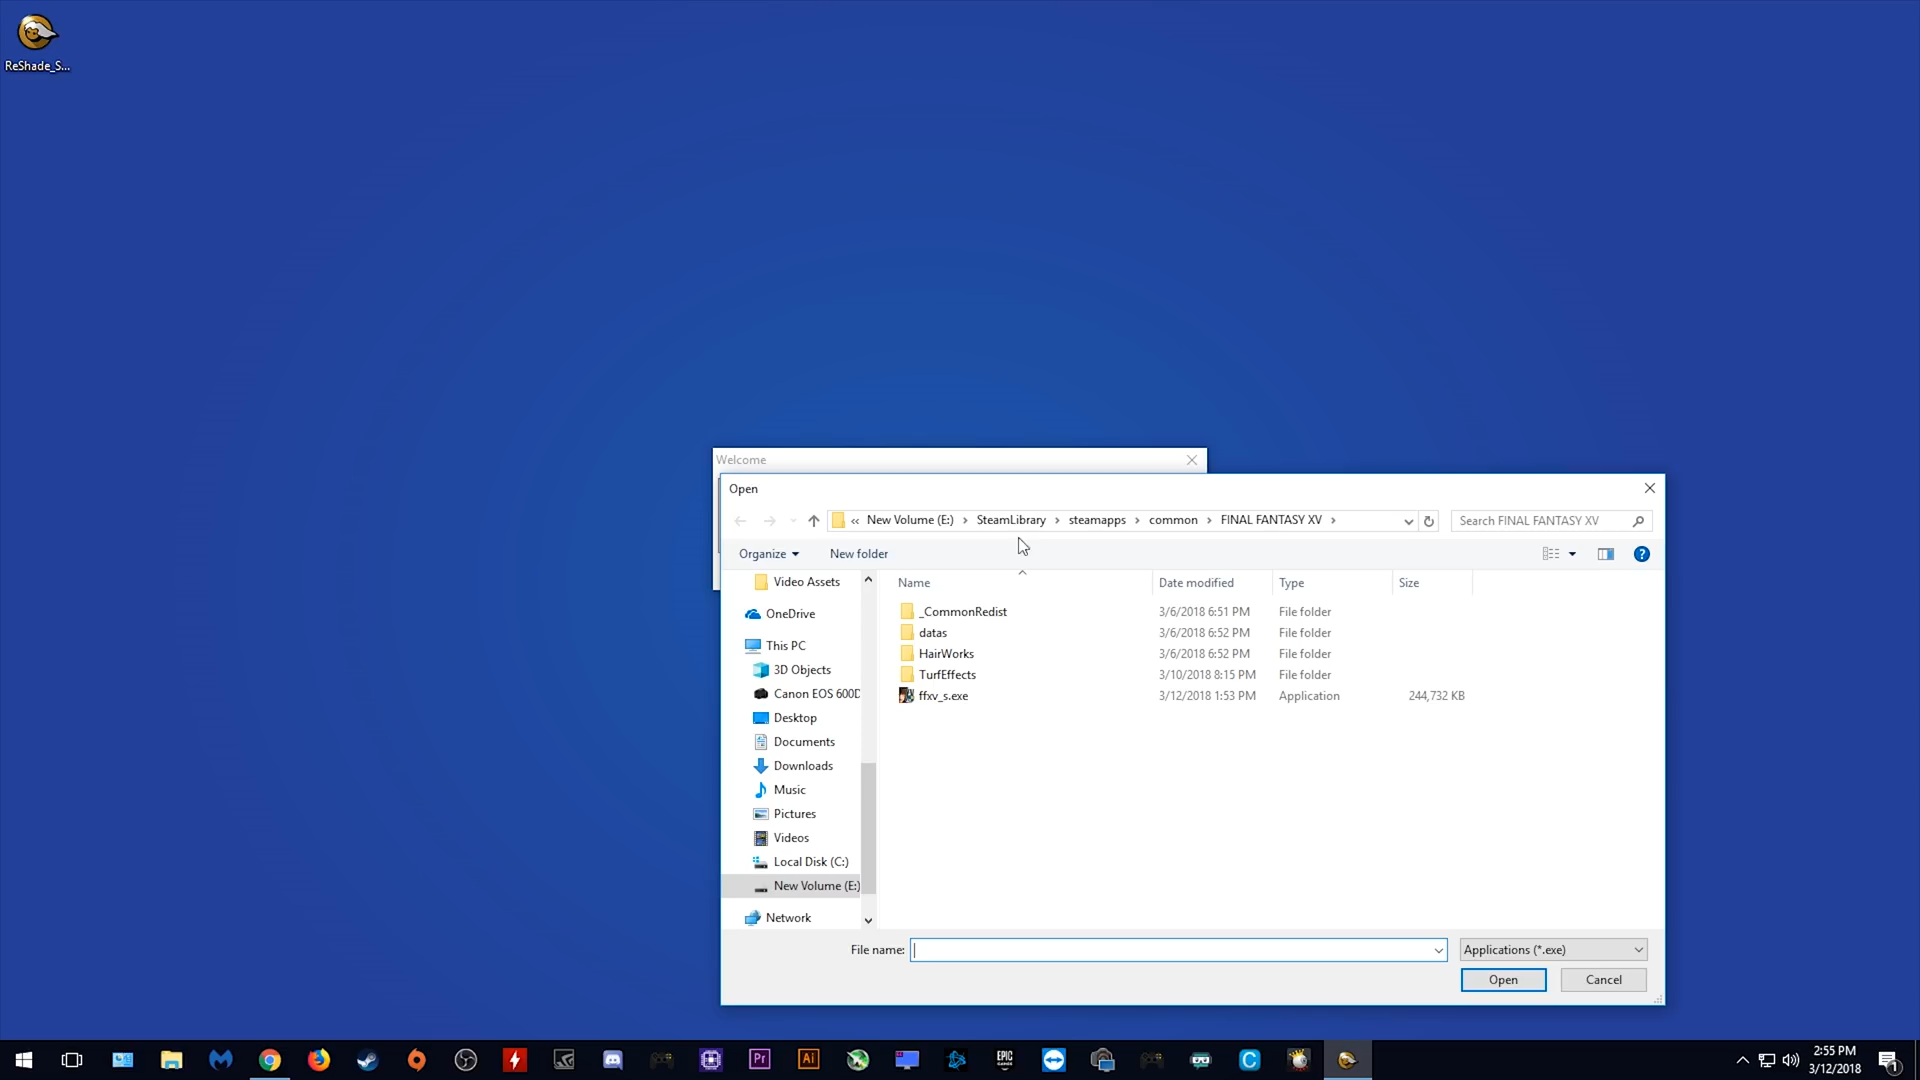 ReShade_S...
Welcome
Open
« New Volume (E:) > SteamLibrary > steamapps > common > FINAL FANTASY XV >
Search FINAL FANTASY XV
Organize
New folder
Name
Date modified
Type
Size
Video Assets
OneDrive
This PC
3D Objects
Canon EOS 600D
Desktop
Documents
Downloads
Music
Pictures
Videos
Local Disk (C:)
New Volume (E:)
Network
_CommonRedist 3/6/2018 6:51 PM File folder
datas 3/6/2018 6:52 PM File folder
HairWorks 3/6/2018 6:52 PM File folder
TurfEffects 3/10/2018 8:15 PM File folder
ffxv_s.exe 3/12/2018 1:53 PM Application 244,732 KB
File name:
Applications (*.exe)
Open
Cancel
Pr
Ai
EPIC
GAMES
C
2:55 PM
3/12/2018
1